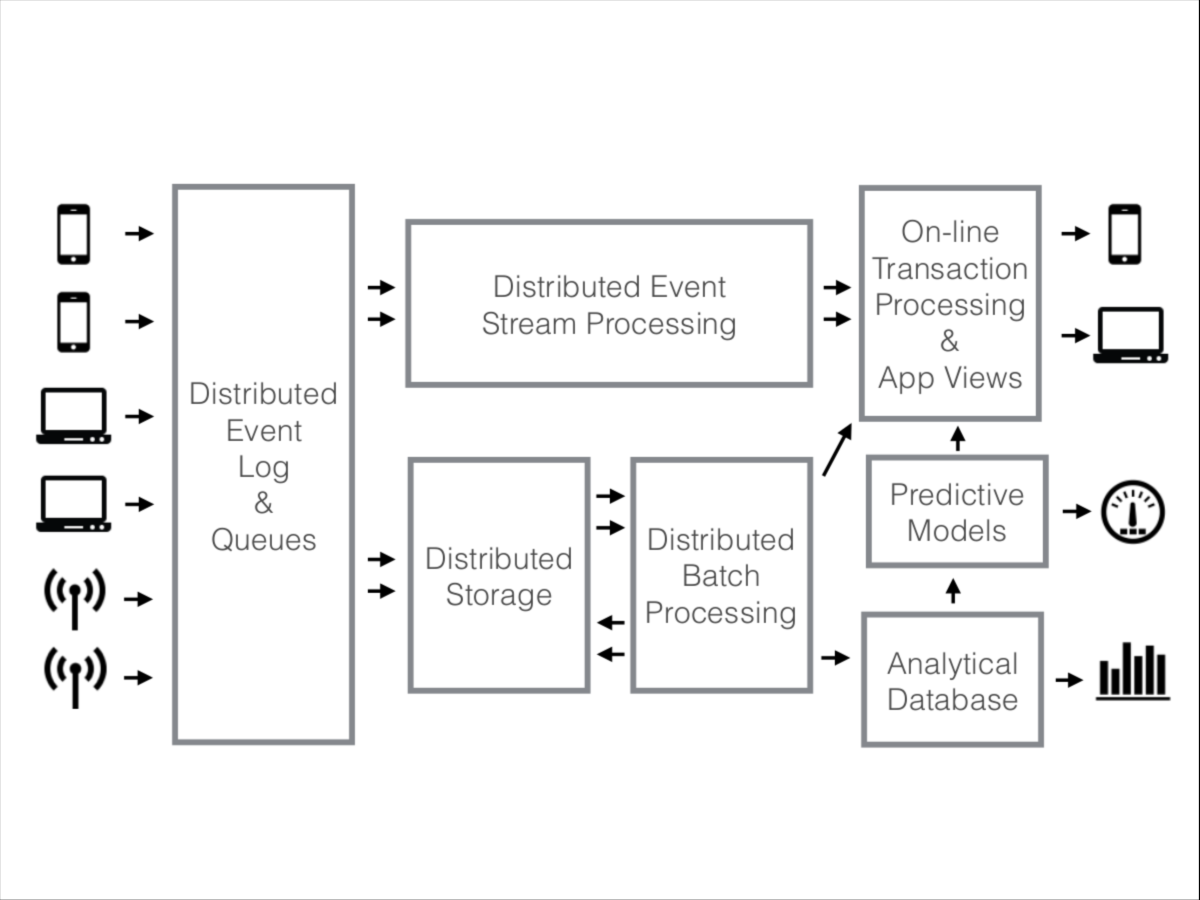 Distributed
Event
Log
&
Queues
Distributed Event
Stream Processing
On-line
Transaction
Processing
&
App Views
Distributed
Storage
Distributed
Batch
Processing
Predictive
Models
Analytical
Database